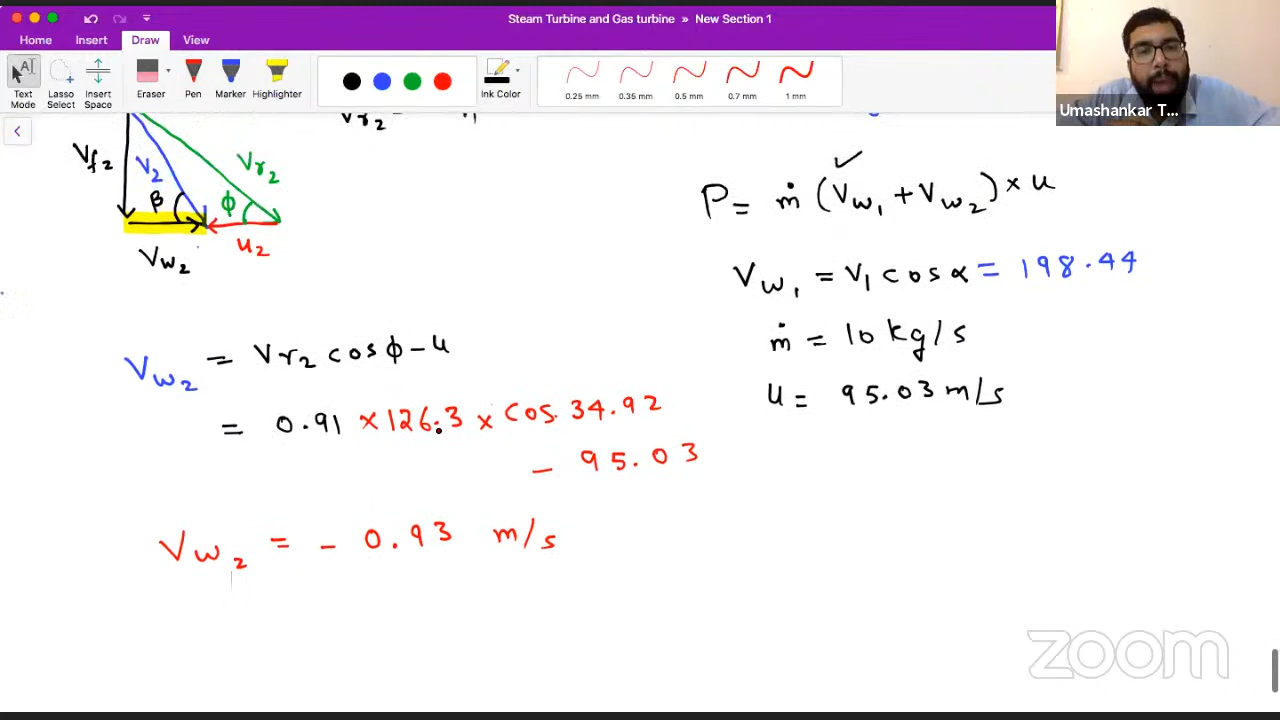 Steam Turbine and Gas turbine » New Section 1
Home Insert Draw View
Text Mode
Lasso Select
Insert Space
Eraser
Pen
Marker
Highlighter
Ink Color
0.25 mm
0.35 mm
0.5 mm
0.7 mm
1 mm
Umashankar T...
Vf2
V2
Vr2
β
φ
Vw2
u2
Vr2
P = ṁ (Vw1 + Vw2) × u
Vw1 = V1 cos α = 198.44
ṁ = 10 kg/s
u = 95.03 m/s
Vw2 = Vr2 cos φ - u
= 0.91 × 126.3 × cos 34.92
- 95.03
Vw2 = - 0.93 m/s
zoom